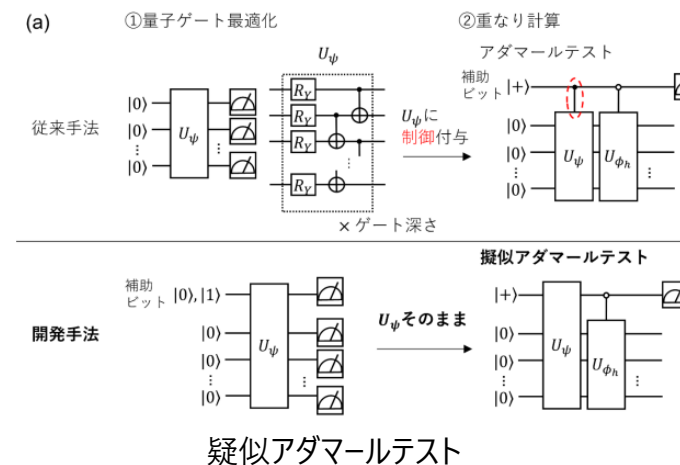 (a)
①量子ゲート最適化
②重なり計算
アダマールテスト
従来手法
|0⟩
|0⟩
⋮
|0⟩
U_ψ
⋮
U_ψ
R_Y
R_Y
R_Y
⋮
R_Y
×ゲート深さ
U_ψに
制御付与
補助
ビット
|+⟩
|0⟩
|0⟩
⋮
|0⟩
U_ψ
U_ϕh
⋮
擬似アダマールテスト
開発手法
補助
ビット
|0⟩, |1⟩
|0⟩
|0⟩
⋮
|0⟩
U_ψ
⋮
U_ψそのまま
|+⟩
|0⟩
|0⟩
⋮
|0⟩
U_ψ
U_ϕh
⋮
疑似アダマールテスト